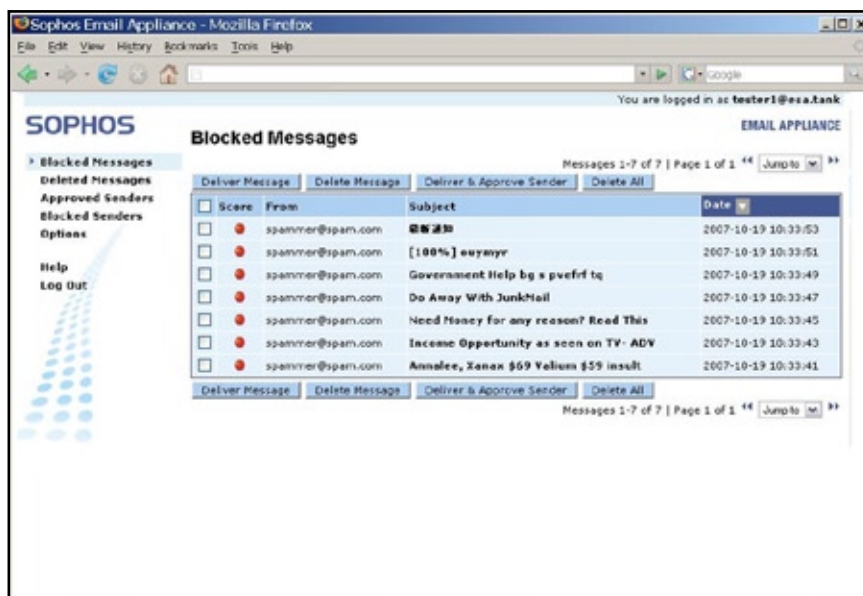 Sophos Email Appliance - Mozilla Firefox
File Edit View History Bookmarks Tools Help
Google
You are logged in as tester1@esa.tank
SOPHOS
EMAIL APPLIANCE
Blocked Messages
Blocked Messages
Deleted Messages
Approved Senders
Blocked Senders
Options
Help
Log Out
Messages 1-7 of 7 | Page 1 of 1 Jump to
Deliver Message Delete Message Deliver & Approve Sender Delete All
Score From Subject Date
spammer@spam.com 2007-10-19 10:33:53
spammer@spam.com [100%] ouymyr 2007-10-19 10:33:51
spammer@spam.com Government Help bg s pvefrf tq 2007-10-19 10:33:49
spammer@spam.com Do Away With JunkMail 2007-10-19 10:33:47
spammer@spam.com Need Money for any reason? Read This 2007-10-19 10:33:45
spammer@spam.com Income Opportunity as seen on TV- ADV 2007-10-19 10:33:43
spammer@spam.com Annalee, Xanax $69 Valium $59 insult 2007-10-19 10:33:41
Deliver Message Delete Message Deliver & Approve Sender Delete All
Messages 1-7 of 7 | Page 1 of 1 Jump to